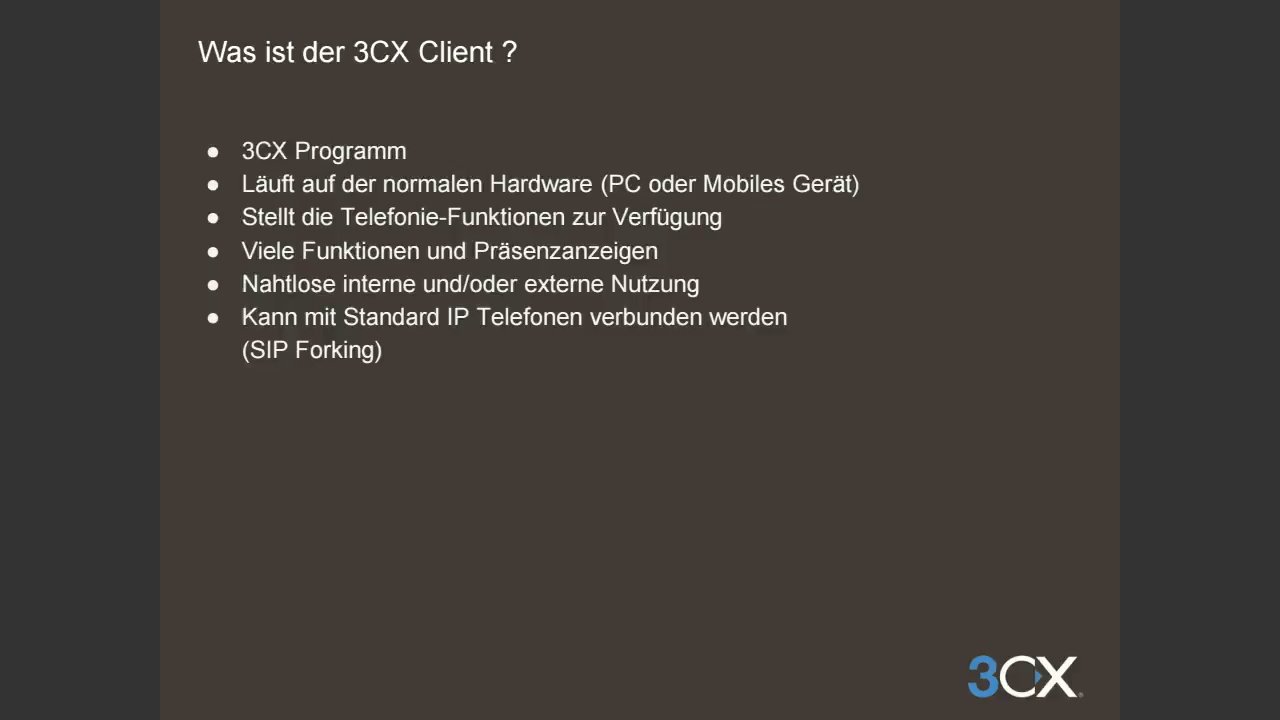 Was ist der 3CX Client ?
● 3CX Programm
● Läuft auf der normalen Hardware (PC oder Mobiles Gerät)
● Stellt die Telefonie-Funktionen zur Verfügung
● Viele Funktionen und Präsenzanzeigen
● Nahtlose interne und/oder externe Nutzung
● Kann mit Standard IP Telefonen verbunden werden
(SIP Forking)
3CX®